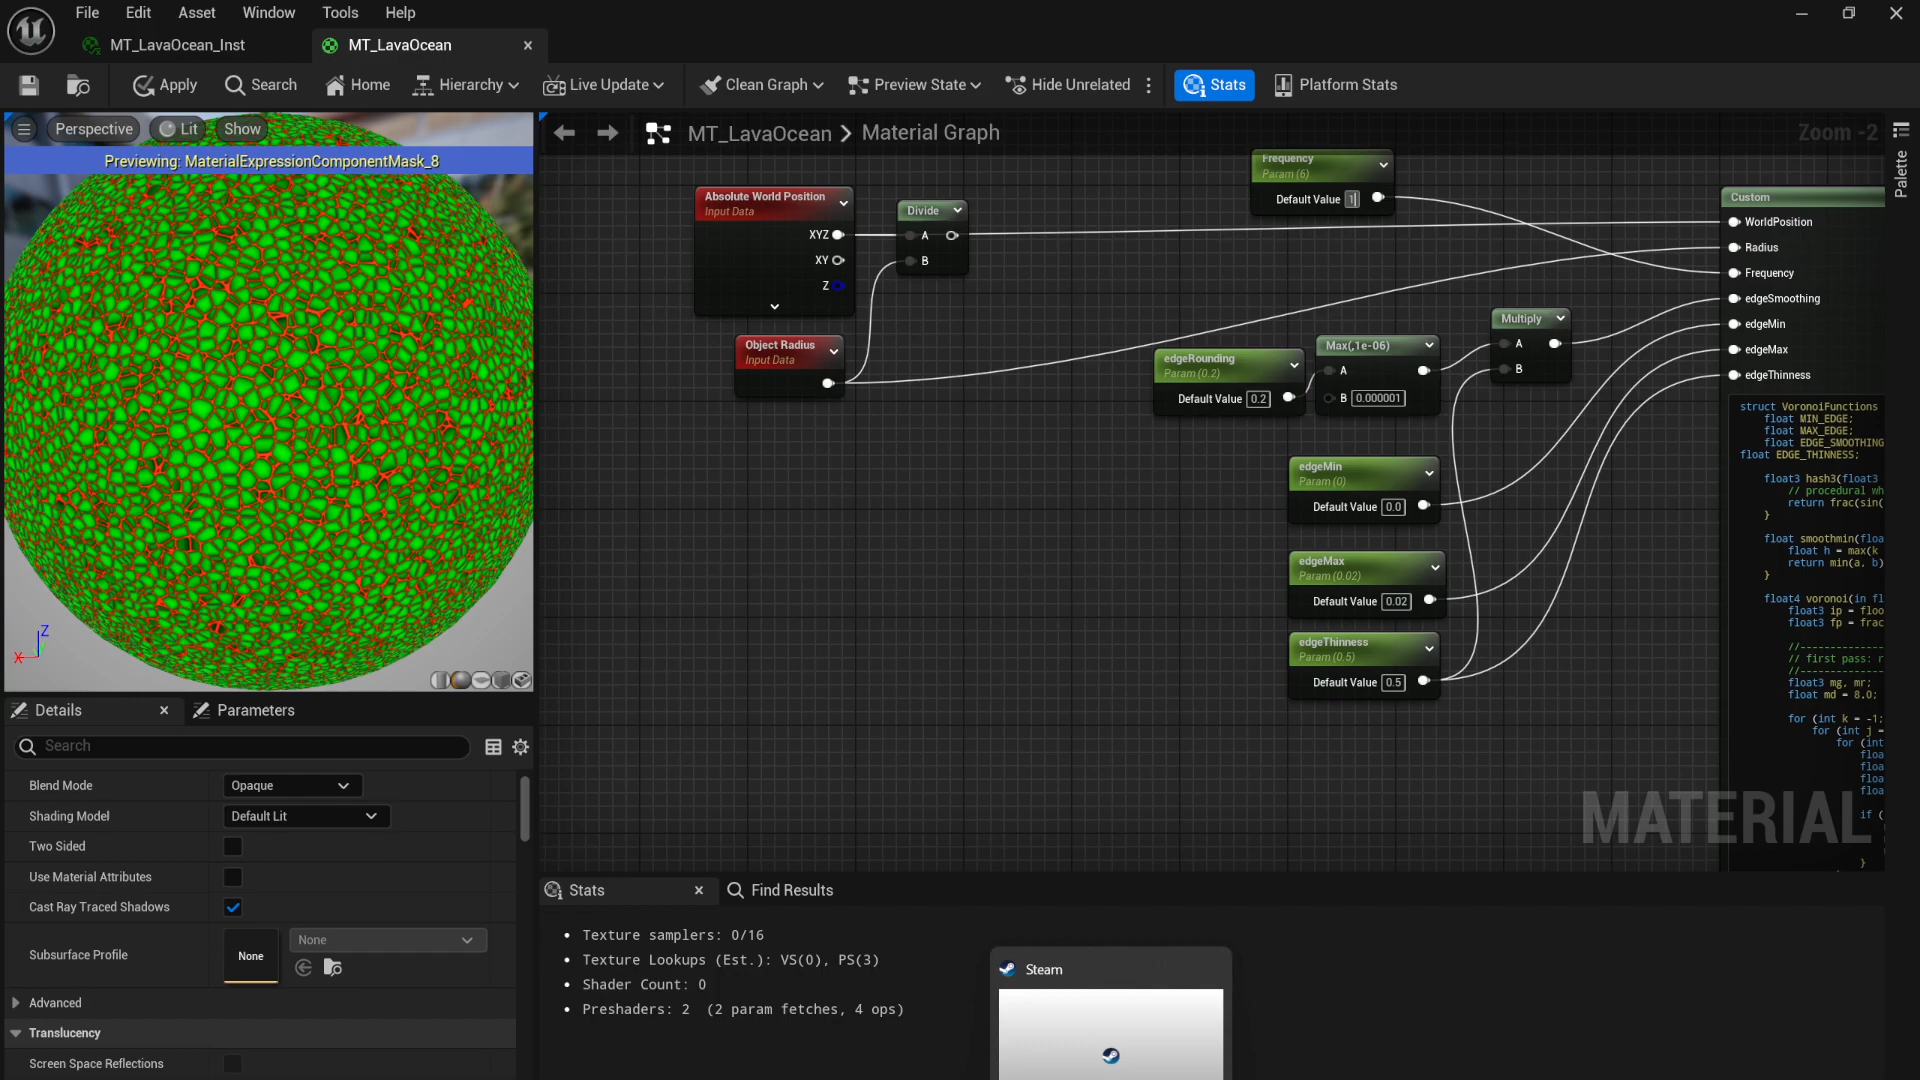 File Edit Asset Window Tools Help
MT_LavaOcean_Inst MT_LavaOcean
Apply Search Home Hierarchy Live Update Clean Graph Preview State Hide Unrelated Stats Platform Stats
Perspective Lit Show
Previewing: MaterialExpressionComponentMask_8
Z
X
MT_LavaOcean Material Graph
Zoom -2
Palette
Absolute World Position
Input Data
XYZ
XY
Z
Divide
A
B
Object Radius
Input Data
Frequency
Param (6)
Default Value 1
edgeRounding
Param (0.2)
Default Value 0.2
Max(,1e-06)
A
B 0.000001
Multiply
A
B
edgeMin
Param (0)
Default Value 0.0
edgeMax
Param (0.02)
Default Value 0.02
edgeThinness
Param (0.5)
Default Value 0.5
Custom
WorldPosition
Radius
Frequency
edgeSmoothing
edgeMin
edgeMax
edgeThinness
struct VoronoiFunctions
float MIN_EDGE;
float MAX_EDGE;
float EDGE_SMOOTHING
float EDGE_THINNESS;
float3 hash3(float3
// procedural wh
return frac(sin(
}
float smoothmin(floa
float h = max(k
return min(a, b)
}
float4 voronoi(in fl
float3 ip = floo
float3 fp = frac
//---------------
// first pass: r
//---------------
float3 mg, mr;
float md = 8.0;
for (int k = -1;
for (int j =
for (int
floa
floa
floa
floa
if (
}
MATERIAL
Details Parameters
Search
Blend Mode Opaque
Shading Model Default Lit
Two Sided
Use Material Attributes
Cast Ray Traced Shadows
Subsurface Profile None None
Advanced
Translucency
Screen Space Reflections
Stats Find Results
• Texture samplers: 0/16
• Texture Lookups (Est.): VS(0), PS(3)
• Shader Count: 0
• Preshaders: 2 (2 param fetches, 4 ops)
Steam